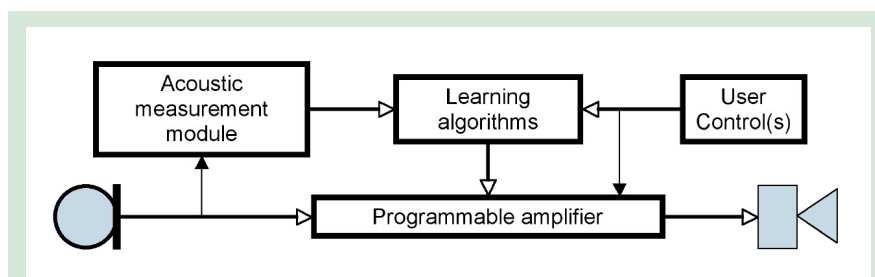 Acoustic
measurement
module
Learning
algorithms
User
Control(s)
Programmable amplifier